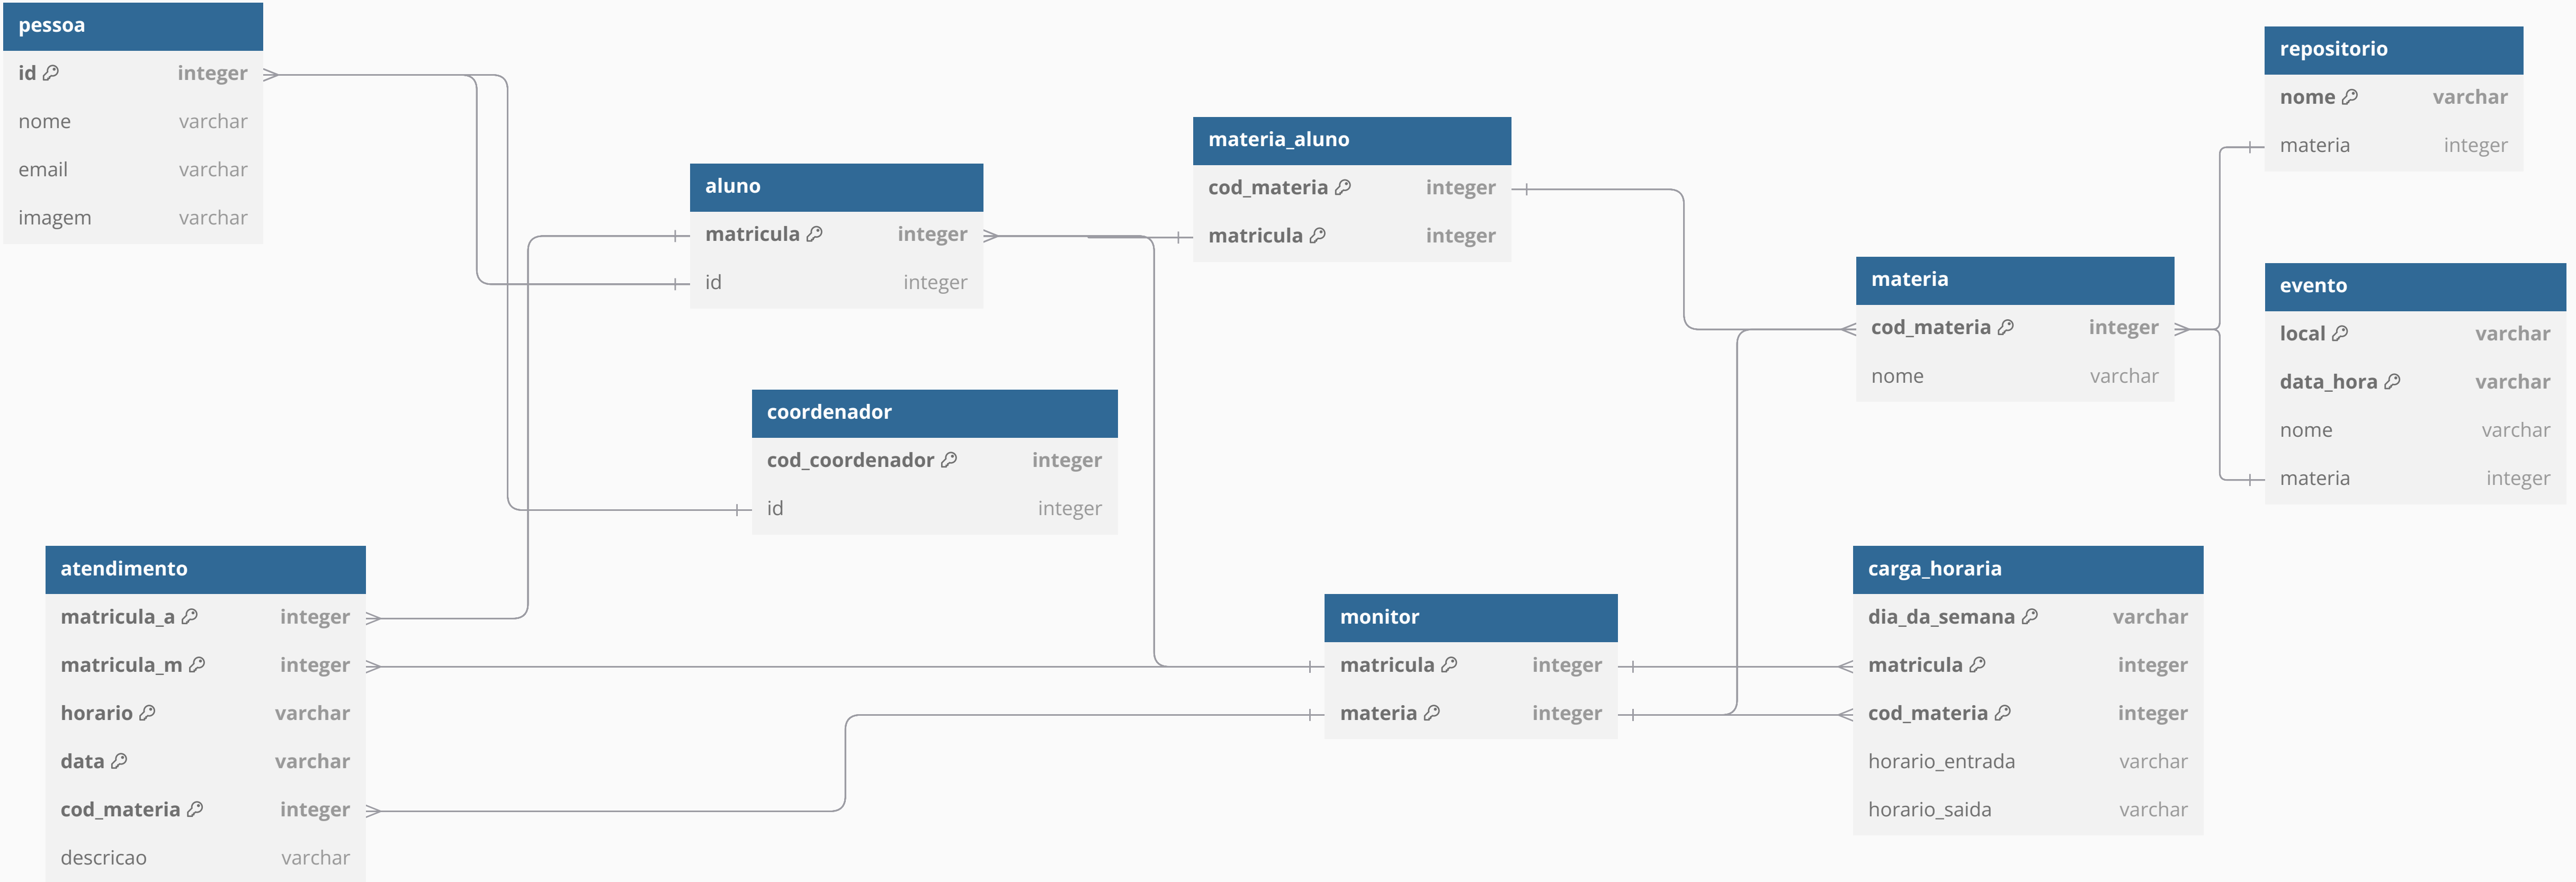 pessoa
id integer
nome varchar
email varchar
imagem varchar
aluno
matricula integer
id integer
coordenador
cod_coordenador integer
id integer
atendimento
matricula_a integer
matricula_m integer
horario varchar
data varchar
cod_materia integer
descricao varchar
materia_aluno
cod_materia integer
matricula integer
monitor
matricula integer
materia integer
materia
cod_materia integer
nome varchar
carga_horaria
dia_da_semana varchar
matricula integer
cod_materia integer
horario_entrada varchar
horario_saida varchar
repositorio
nome varchar
materia integer
evento
local varchar
data_hora varchar
nome varchar
materia integer